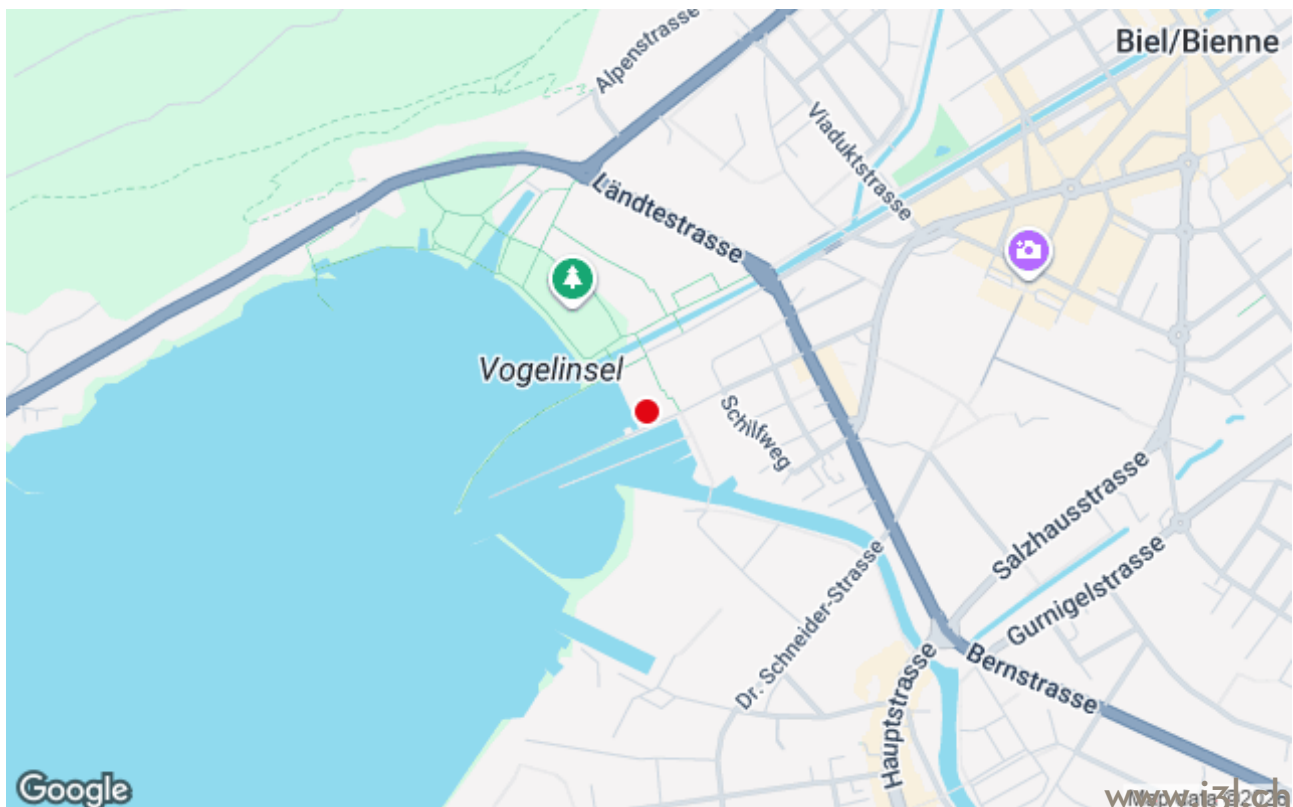 Alpenstrasse
Biel/Bienne
Viaduktstrasse
Ländtestrasse
Vogelinsel
Schilfweg
Salzhausstrasse
Gurnigelstrasse
Dr. Schneider-Strasse
Hauptstrasse
Bernstrasse
Google